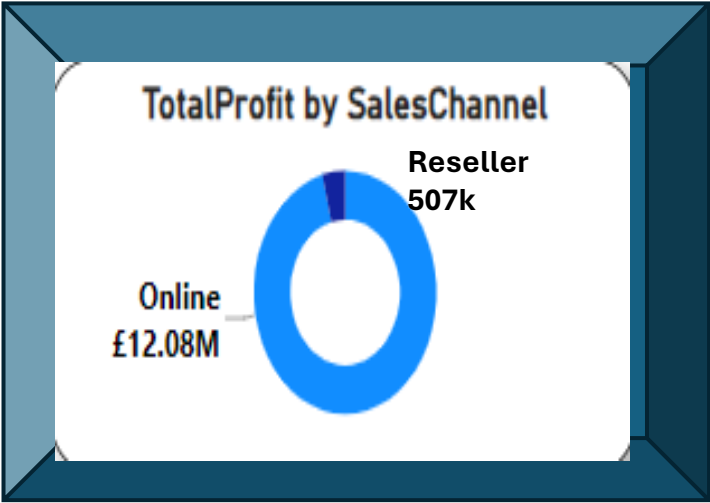 TotalProfit by SalesChannel
Reseller
507k
Online
£12.08M